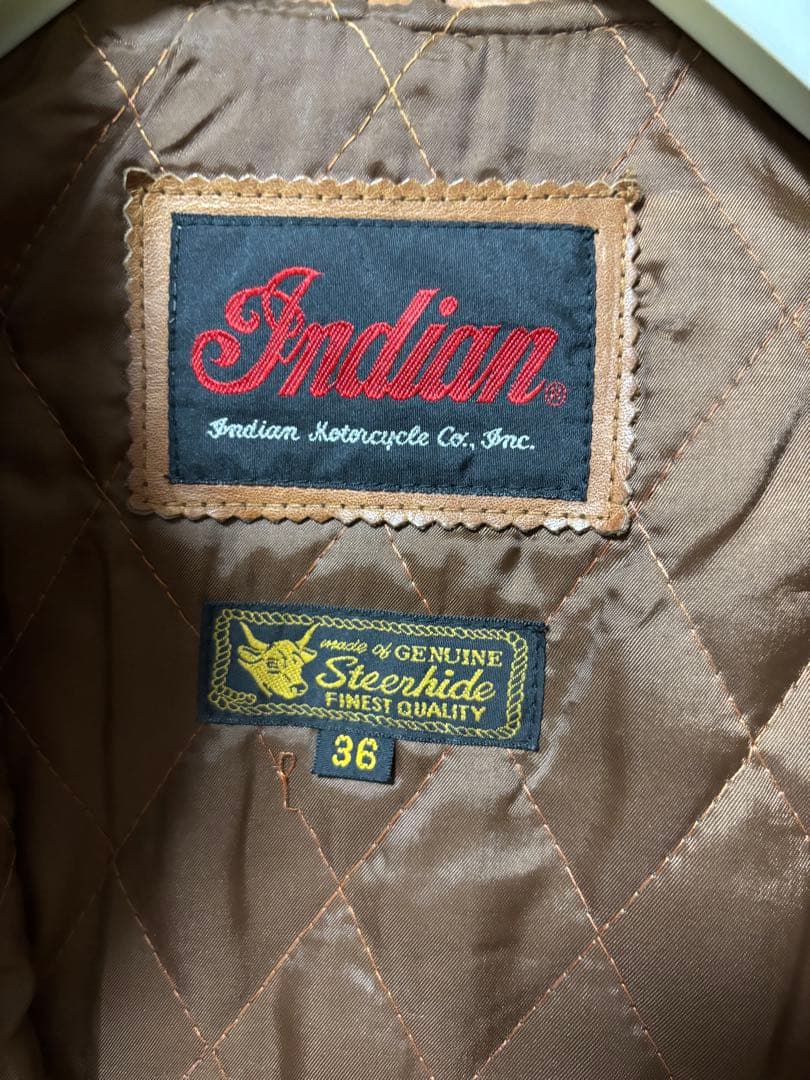 Indian®
Indian Motorcycle Co., Inc.
made of GENUINE
Steerhide
FINEST QUALITY
36